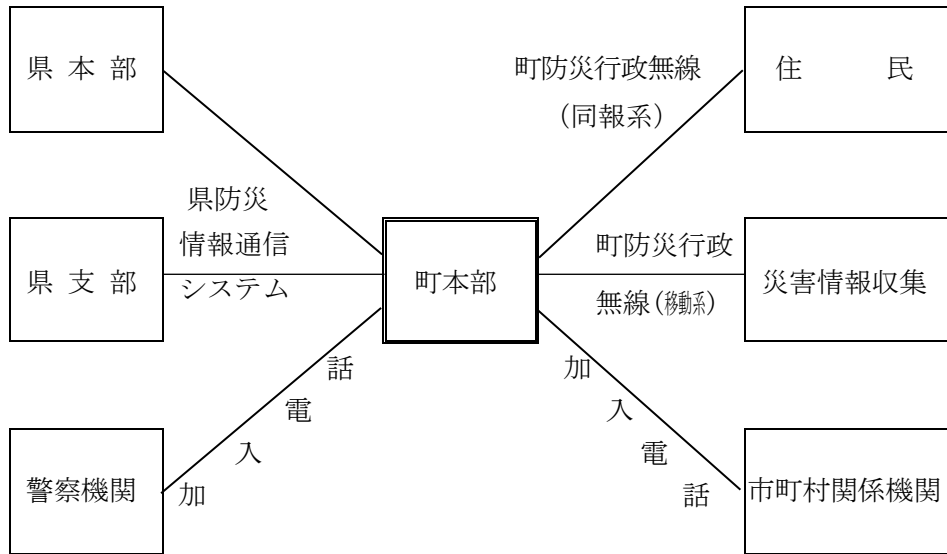 県本部
町防災行政無線
(同報系)
住　　民
県防災
情報通信
システム
県支部
町本部
町防災行政
無線(移動系)
災害情報収集
加入電話
加入電話
警察機関
市町村関係機関